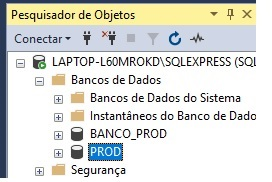 Pesquisador de Objetos
Conectar
LAPTOP-L60MROKD\SQLEXPRESS (SQL
Bancos de Dados
Bancos de Dados do Sistema
Instantâneos do Banco de Dados
BANCO_PROD
PROD
Segurança